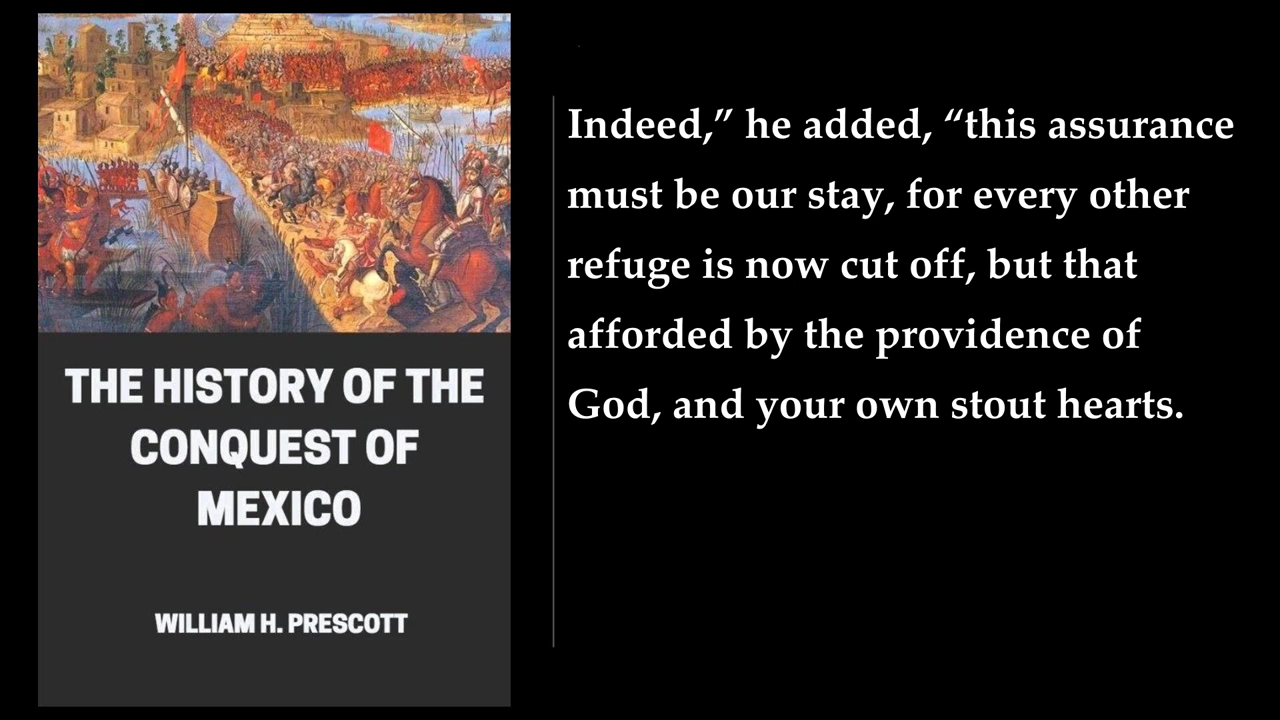 THE HISTORY OF THE
CONQUEST OF
MEXICO
WILLIAM H. PRESCOTT
Indeed,” he added, “this assurance
must be our stay, for every other
refuge is now cut off, but that
afforded by the providence of
God, and your own stout hearts.